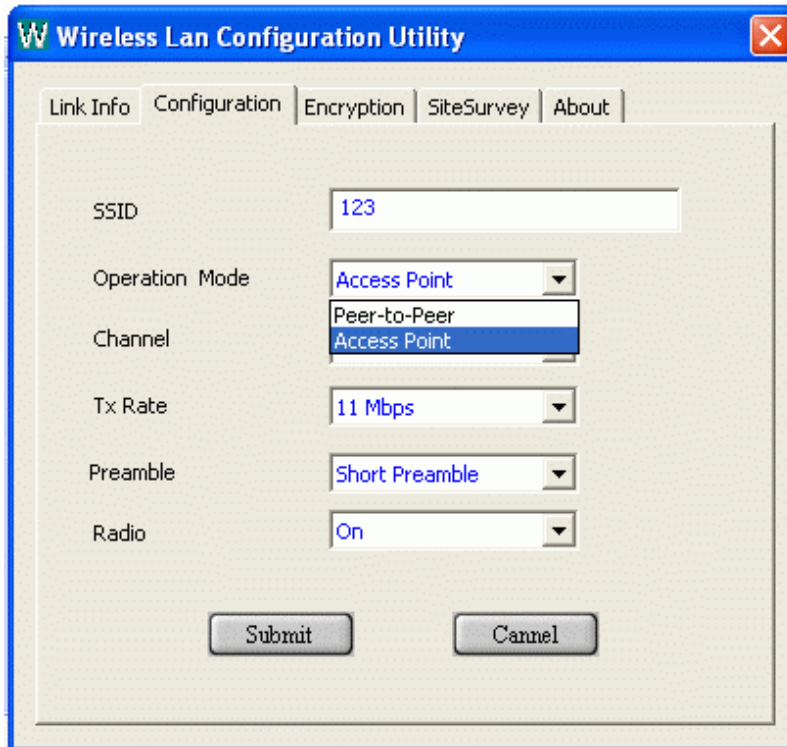 W Wireless Lan Configuration Utility
Link Info Configuration Encryption SiteSurvey About
SSID 123
Operation Mode Access Point
Peer-to-Peer
Channel Access Point
Tx Rate 11 Mbps
Preamble Short Preamble
Radio On
Submit Cannel